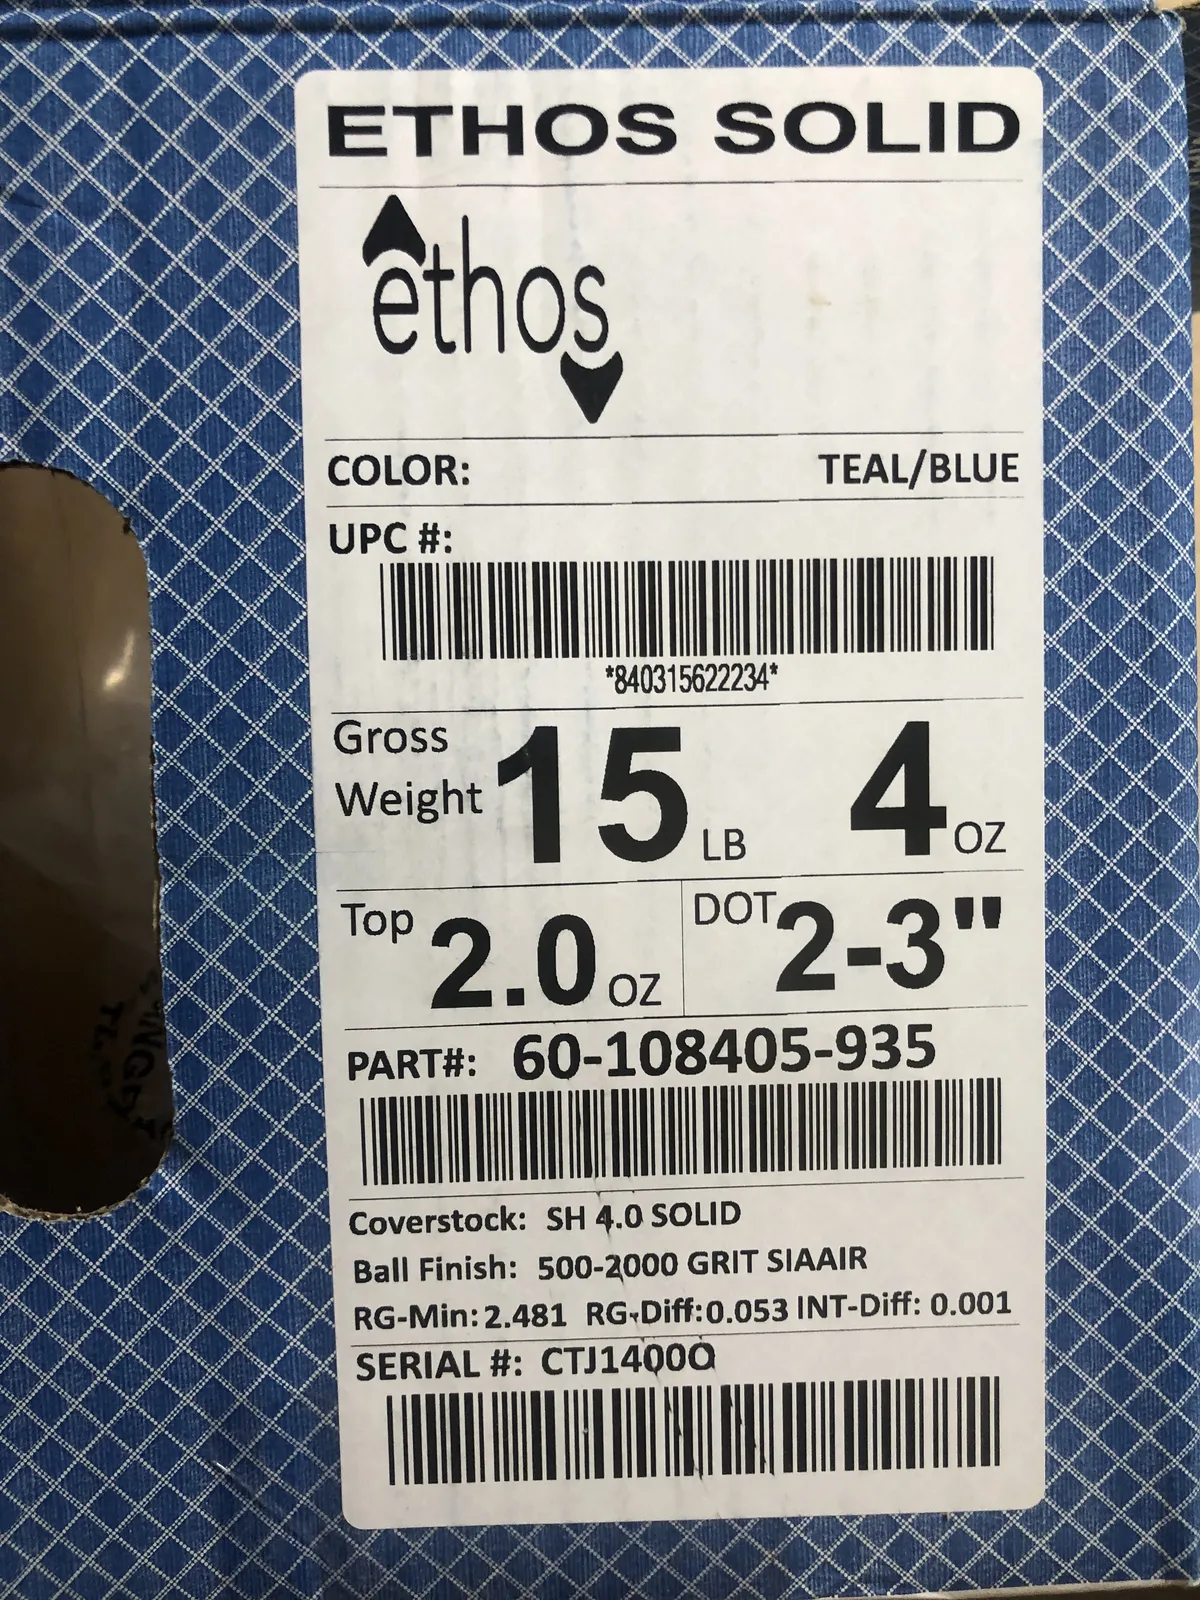 ETHOS SOLID
ethos
COLOR: TEAL/BLUE
UPC #:
*840315622234*
Gross Weight 15 LB 4 OZ
Top 2.0 OZ DOT 2-3"
PART#: 60-108405-935
Coverstock: SH 4.0 SOLID
Ball Finish: 500-2000 GRIT SIAAIR
RG-Min: 2.481 RG-Diff: 0.053 INT-Diff: 0.001
SERIAL #: CTJ1400Q